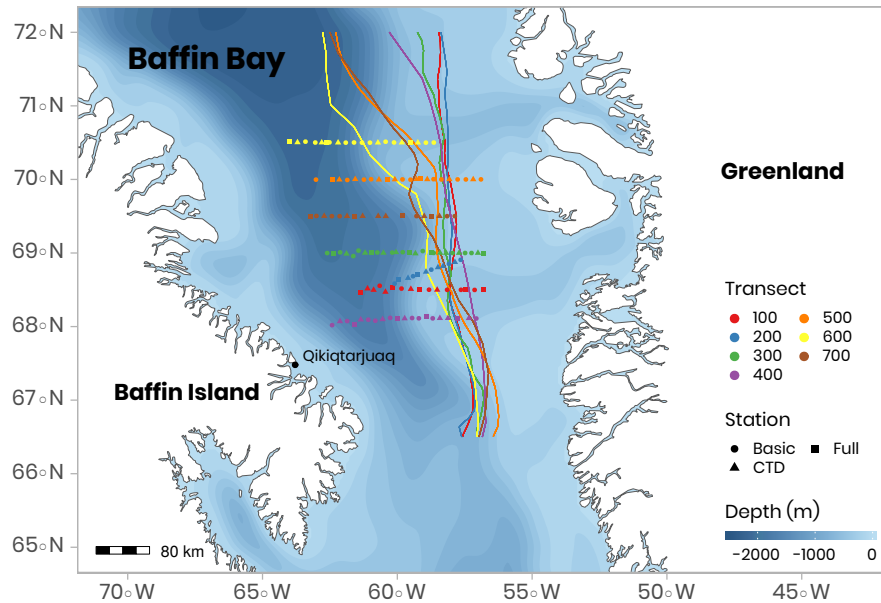 72°N
Baffin Bay
71°N
70°N
Greenland
69°N
68°N
Qikiqtarjuaq
67°N
Baffin Island
66°N
65°N
80 km
Transect
100 500
200 600
300 700
400
Station
Basic Full
CTD
Depth (m)
-2000 -1000 0
70°W 65°W 60°W 55°W 50°W 45°W